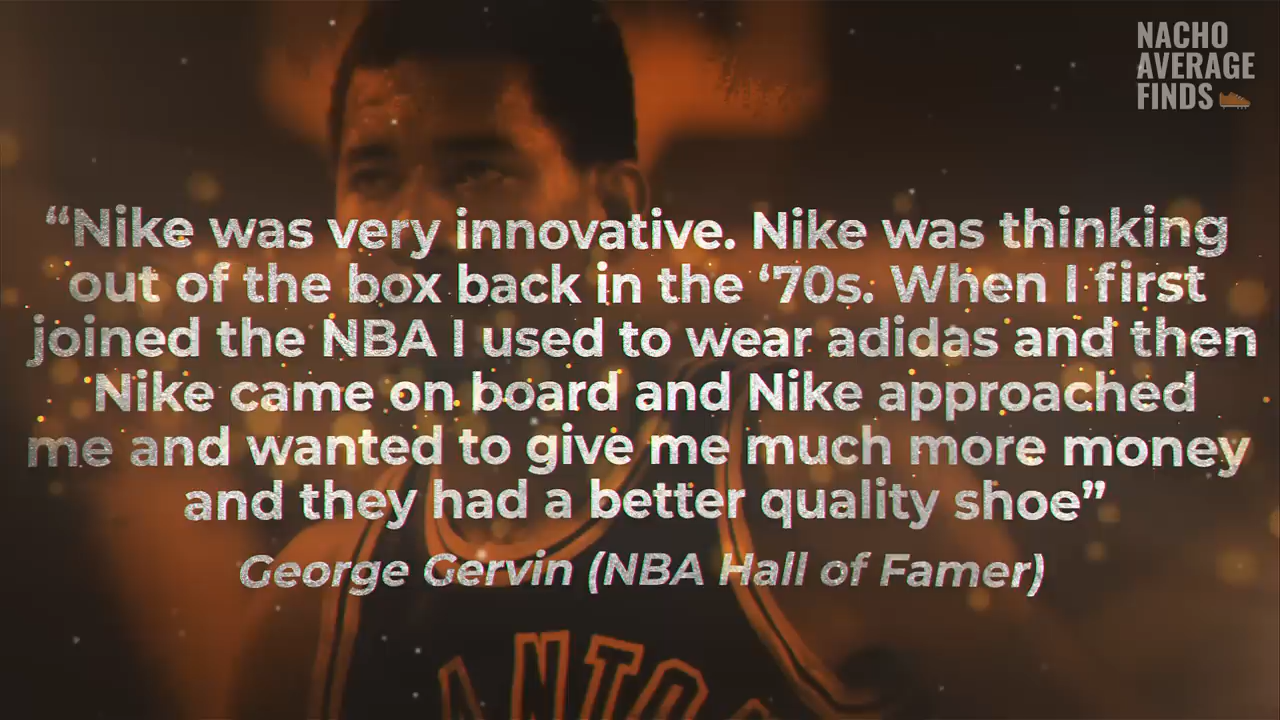 NACHO
AVERAGE
FINDS
“Nike was very innovative. Nike was thinking
out of the box back in the ‘70s. When I first
joined the NBA I used to wear adidas and then
Nike came on board and Nike approached
me and wanted to give me much more money
and they had a better quality shoe”
George Gervin (NBA Hall of Famer)
ANTO